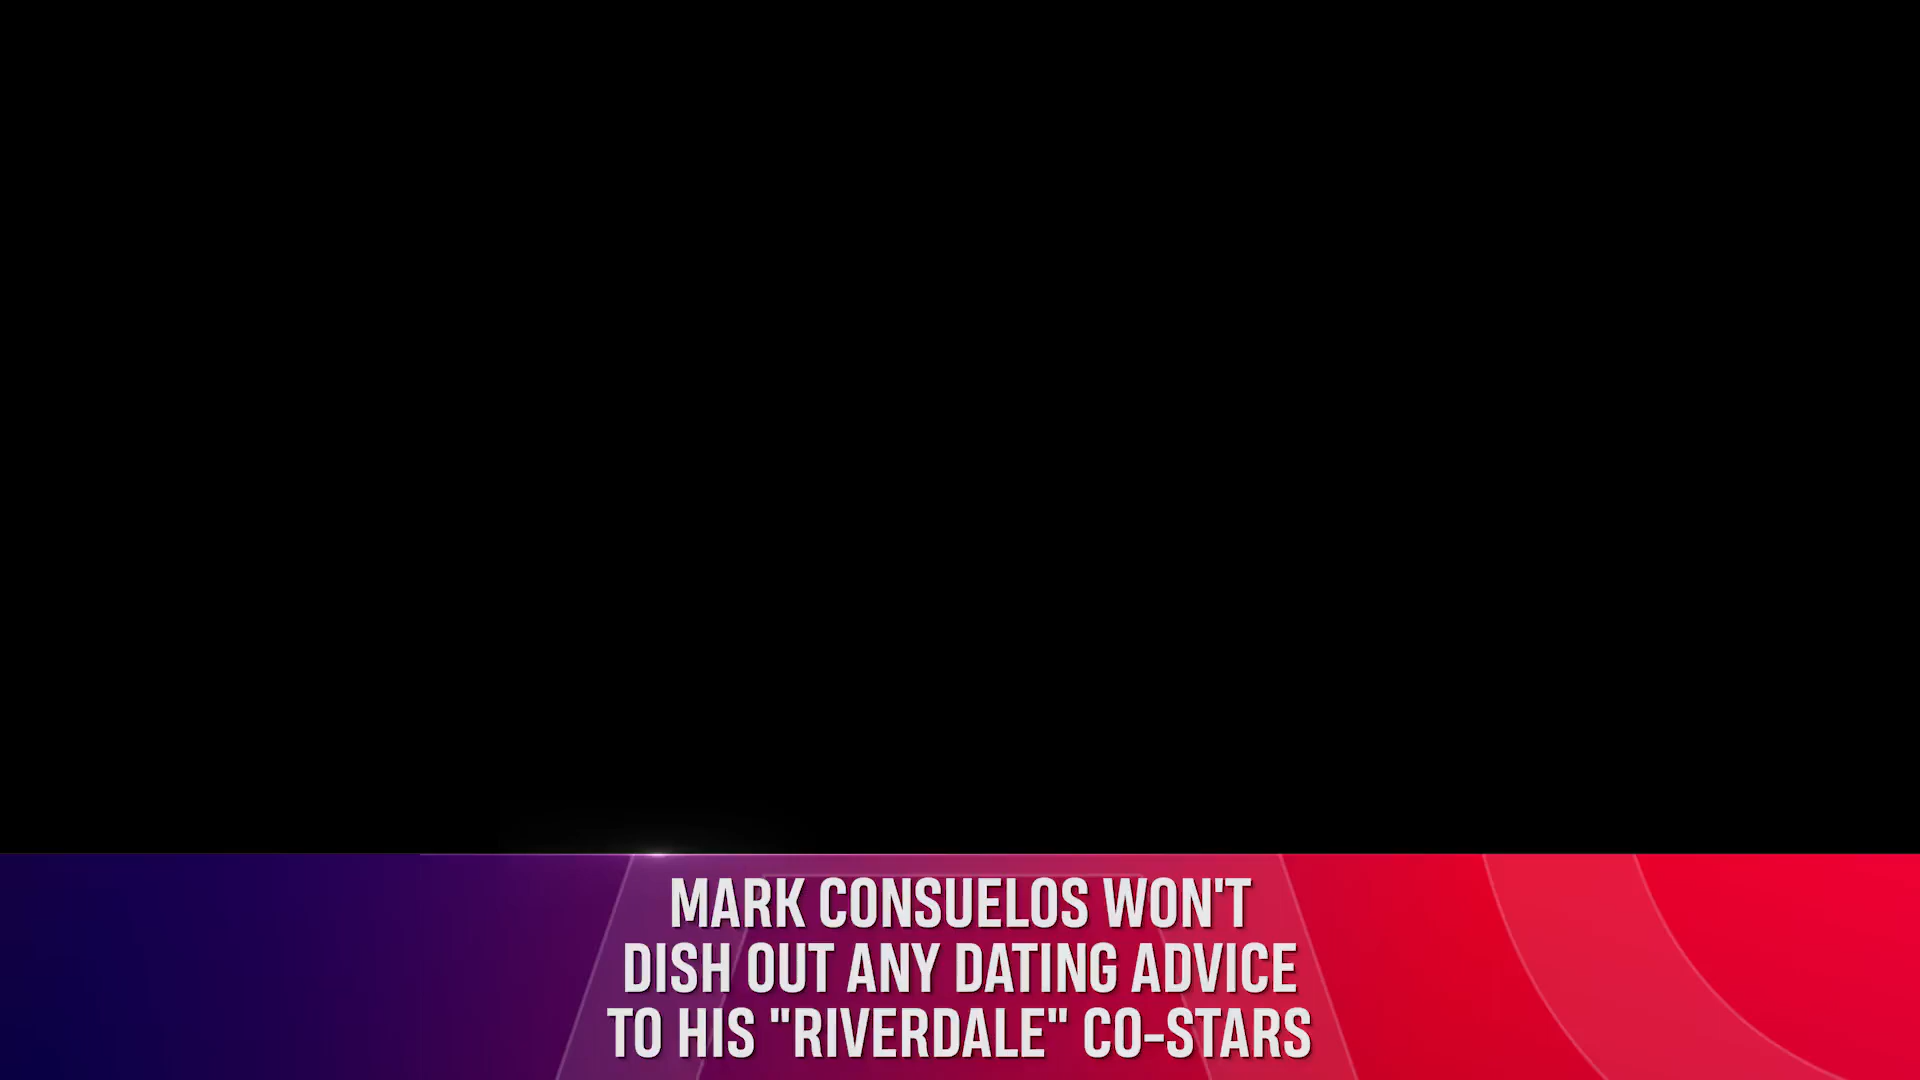 MARK CONSUELOS WON'T
DISH OUT ANY DATING ADVICE
TO HIS "RIVERDALE" CO-STARS